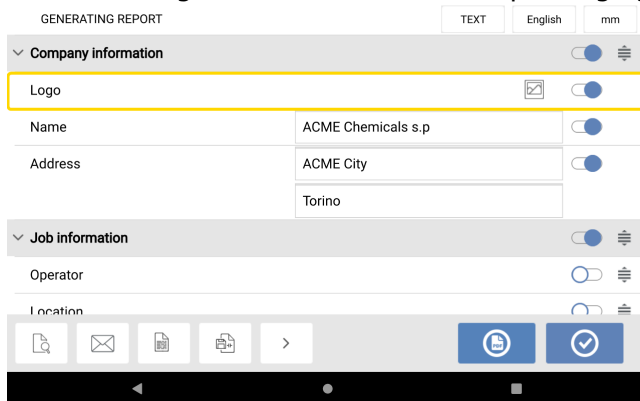 GENERATING REPORT TEXT English mm
Company information
Logo
Name ACME Chemicals s.p
Address ACME City
Torino
Job information
Operator
Location
PDF